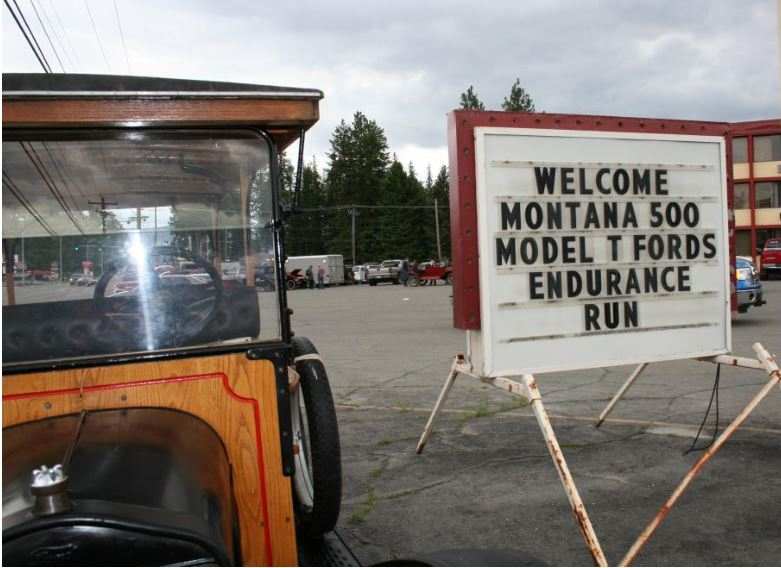 WELCOME
MONTANA 500
MODEL T FORDS
ENDURANCE
RUN